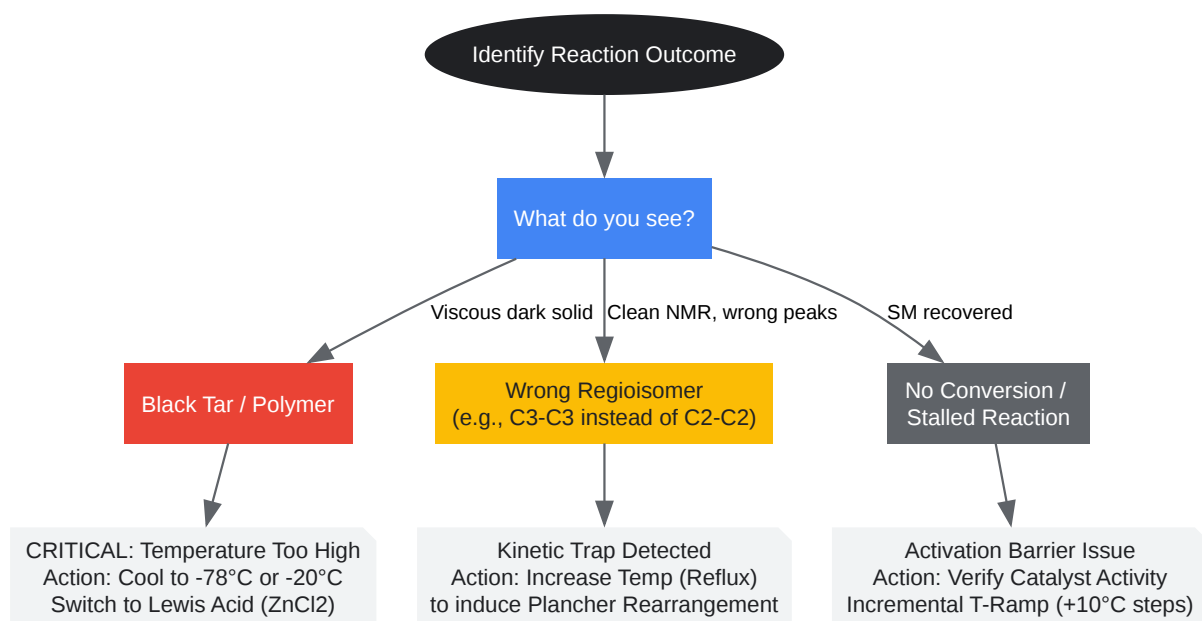 Identify Reaction Outcome
What do you see?
Viscous dark solid
Clean NMR, wrong peaks
SM recovered
Black Tar / Polymer
Wrong Regioisomer
(e.g., C3-C3 instead of C2-C2)
No Conversion /
Stalled Reaction
CRITICAL: Temperature Too High
Action: Cool to -78°C or -20°C
Switch to Lewis Acid (ZnCl2)
Kinetic Trap Detected
Action: Increase Temp (Reflux)
to induce Plancher Rearrangement
Activation Barrier Issue
Action: Verify Catalyst Activity
Incremental T-Ramp (+10°C steps)